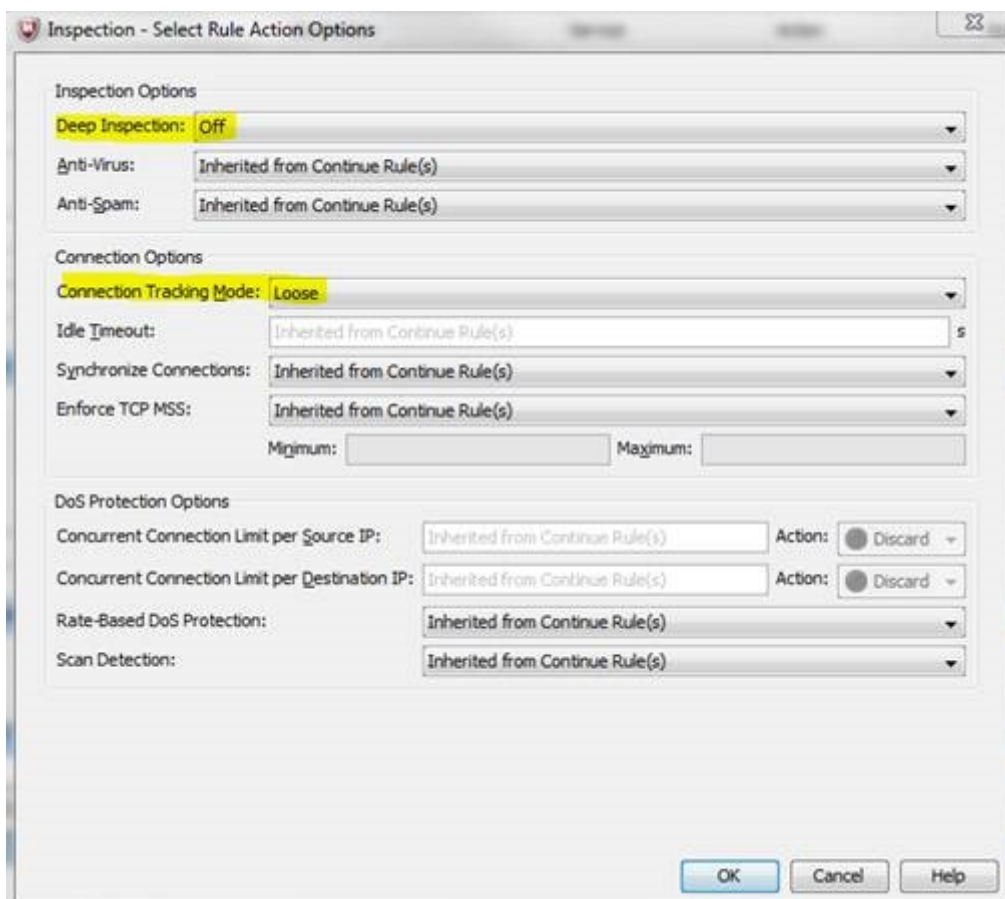 Inspection - Select Rule Action Options
Inspection Options
Deep Inspection: Off
Anti-Virus: Inherited from Continue Rule(s)
Anti-Spam: Inherited from Continue Rule(s)
Connection Options
Connection Tracking Mode: Loose
Idle Timeout: Inherited from Continue Rule(s) s
Synchronize Connections: Inherited from Continue Rule(s)
Enforce TCP MSS: Inherited from Continue Rule(s)
Minimum: Maximum:
DoS Protection Options
Concurrent Connection Limit per Source IP: Inherited from Continue Rule(s) Action: Discard
Concurrent Connection Limit per Destination IP: Inherited from Continue Rule(s) Action: Discard
Rate-Based DoS Protection: Inherited from Continue Rule(s)
Scan Detection: Inherited from Continue Rule(s)
OK Cancel Help